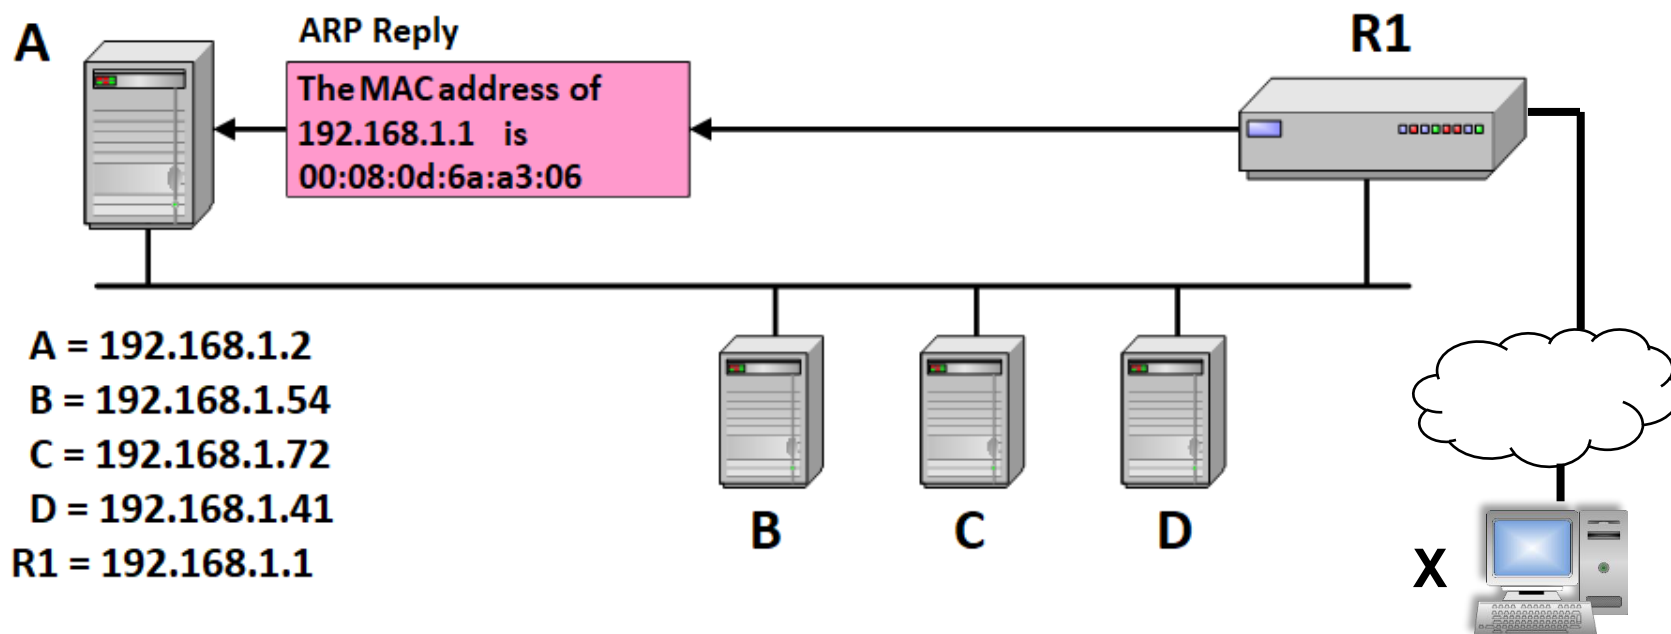 A
ARP Reply
R1
The MAC address of
192.168.1.1 is
00:08:0d:6a:a3:06
A = 192.168.1.2
B = 192.168.1.54
C = 192.168.1.72
D = 192.168.1.41
R1 = 192.168.1.1
B
C
D
X